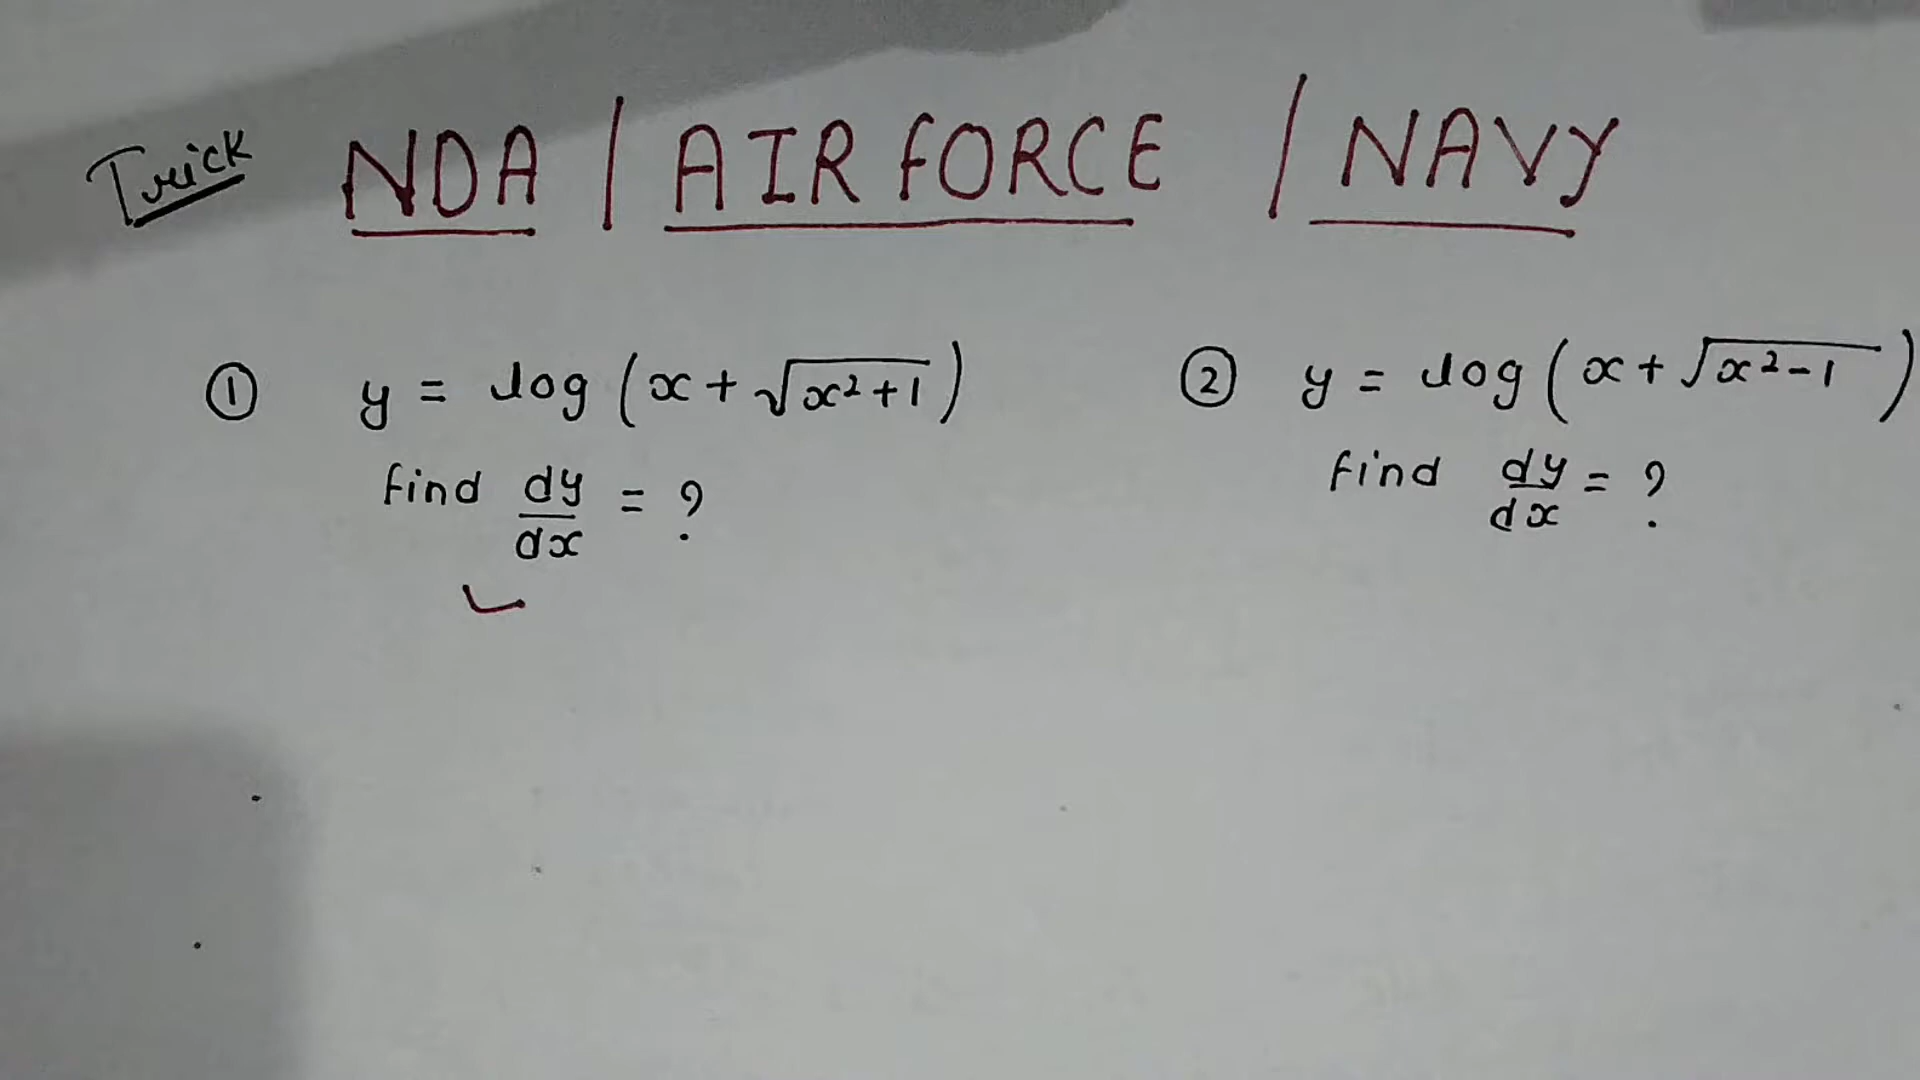 Trick NDA / AIR FORCE / NAVY
① y = log (x + √x²+1)
find dy/dx = ?
② y = log (x + √x²-1)
find dy/dx = ?